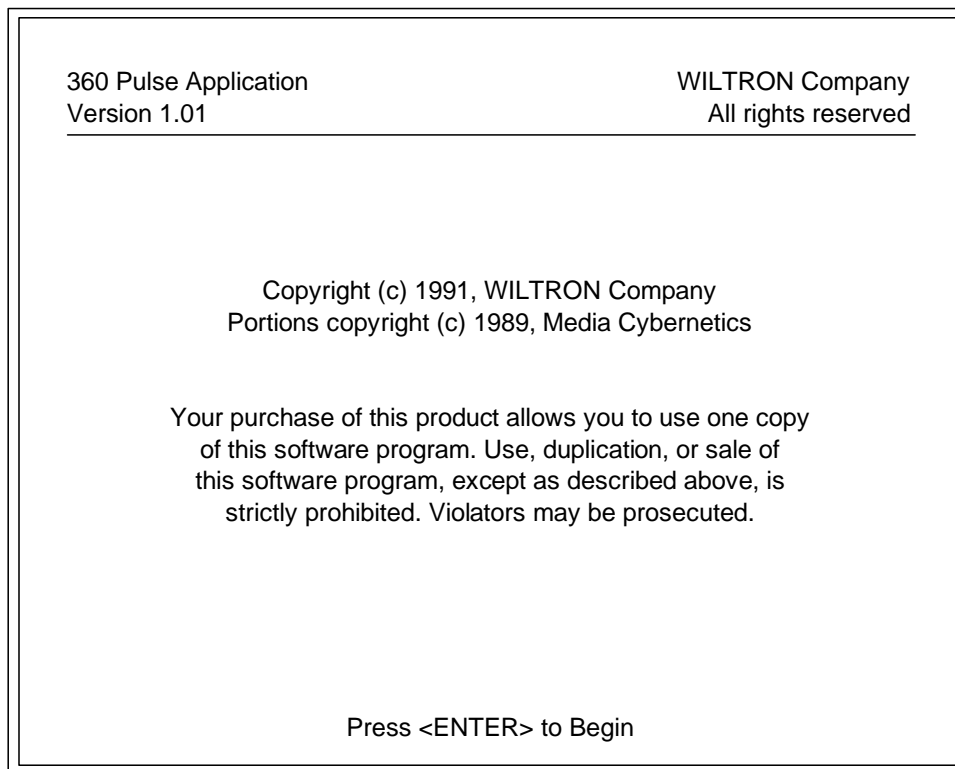 360 Pulse Application
WILTRON Company
Version 1.01
All rights reserved
Copyright (c) 1991, WILTRON Company
Portions copyright (c) 1989, Media Cybernetics
Your purchase of this product allows you to use one copy
of this software program. Use, duplication, or sale of
this software program, except as described above, is
strictly prohibited. Violators may be prosecuted.
Press <ENTER> to Begin